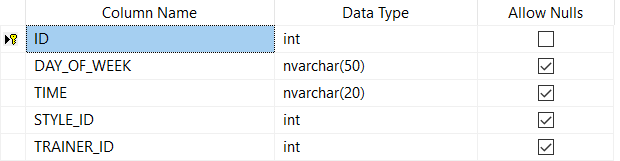 Column Name Data Type Allow Nulls
ID int
DAY_OF_WEEK nvarchar(50)
TIME nvarchar(20)
STYLE_ID int
TRAINER_ID int